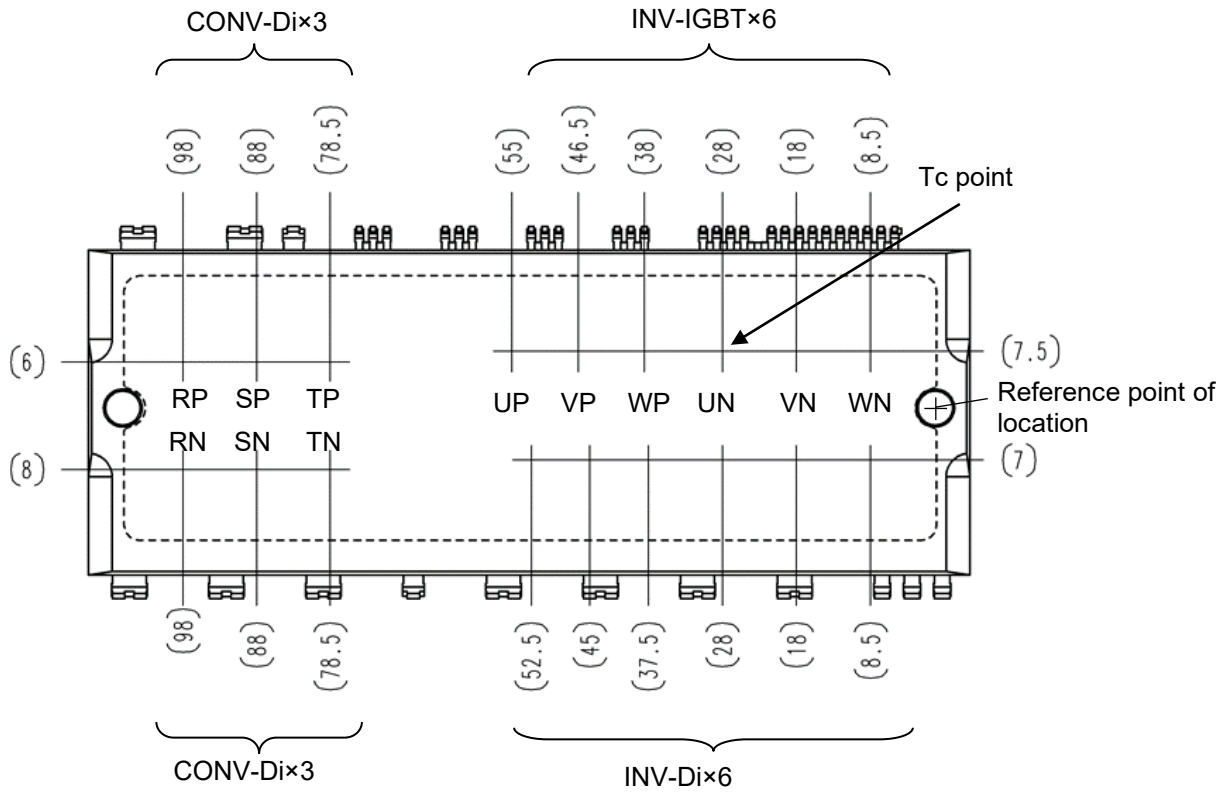 CONV-Di×3
INV-IGBT×6
(98)
(88)
(78.5)
(55)
(46.5)
(38)
(28)
(18)
(8.5)
Tc point
(6)
(7.5)
RP SP TP
UP VP WP UN VN WN
Reference point of
location
RN SN TN
(8)
(7)
(98)
(88)
(78.5)
(52.5)
(45)
(37.5)
(28)
(18)
(8.5)
CONV-Di×3
INV-Di×6